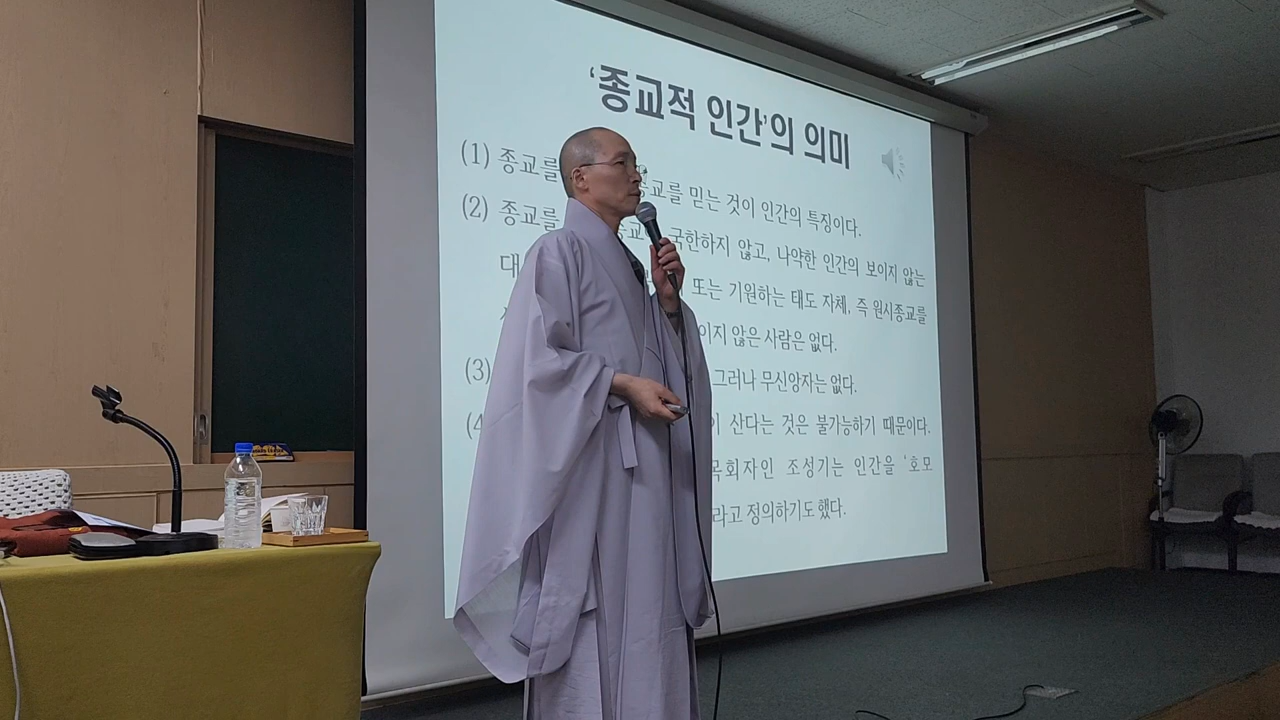 ‘종교적 인간’의 의미
(1) 종교를 종교를 믿는 것이 인간의 특징이다.
(2) 종교를 국한하지 않고, 나약한 인간의 보이지 않는
대 또는 기원하는 태도 자체, 즉 원시종교를
이지 않은 사람은 없다.
(3) 그러나 무신앙자는 없다.
(4 이 산다는 것은 불가능하기 때문이다.
목회자인 조성기는 인간을 ‘호모
라고 정의하기도 했다.